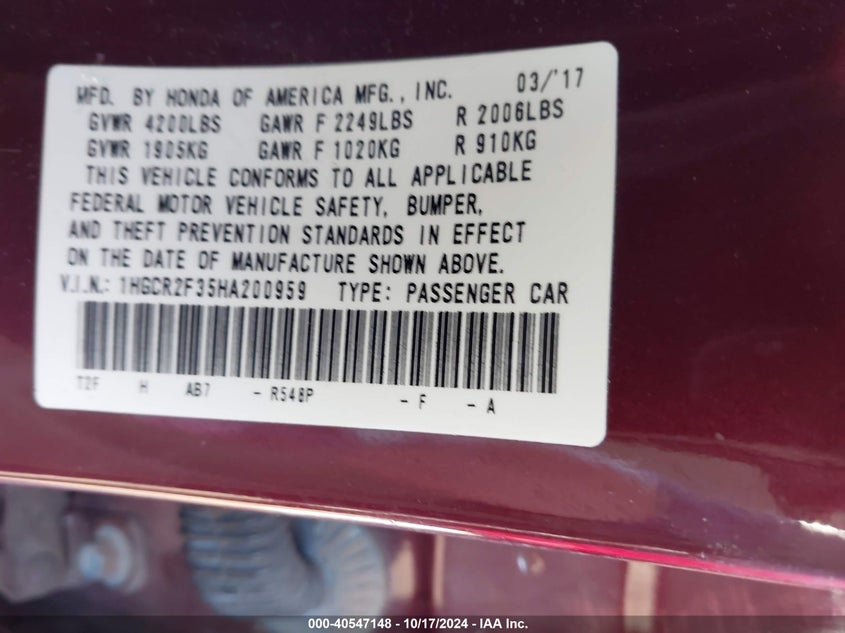 MFD. BY HONDA OF AMERICA MFG., INC. 03/'17
GVWR 4200LBS GAWR F 2249LBS R 2006LBS
GVWR 1905KG GAWR F 1020KG R 910KG
THIS VEHICLE CONFORMS TO ALL APPLICABLE
FEDERAL MOTOR VEHICLE SAFETY, BUMPER,
AND THEFT PREVENTION STANDARDS IN EFFECT
ON THE DATE OF MANUFACTURE SHOWN ABOVE.
V.I.N.: 1HGCR2F35HA200959 TYPE: PASSENGER CAR
T2F H AB7 - R548P - F - A
000-40547148 - 10/17/2024 - IAA Inc.